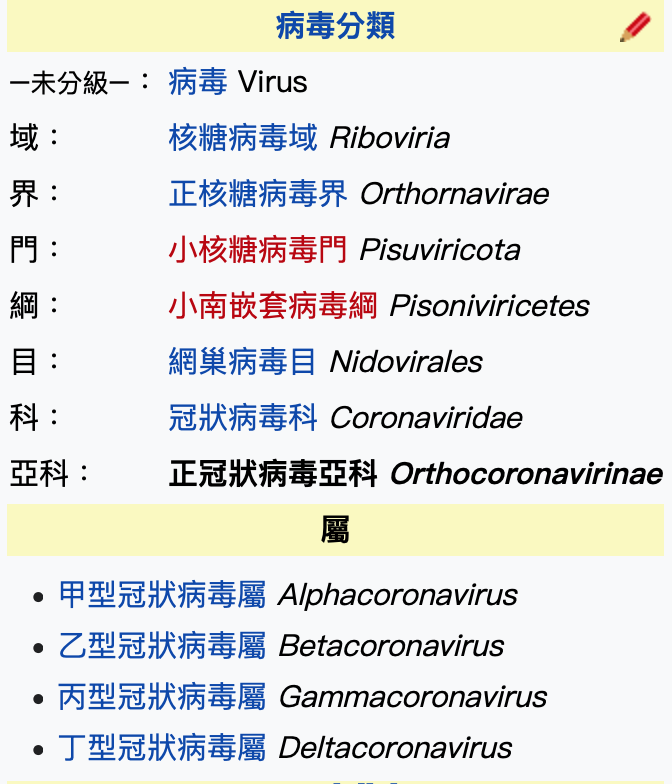 病毒分類
—未分級—： 病毒 Virus
域： 核糖病毒域 Riboviria
界： 正核糖病毒界 Orthornavirae
門： 小核糖病毒門 Pisuviricota
綱： 小南嵌套病毒綱 Pisoniviricetes
目： 網巢病毒目 Nidovirales
科： 冠狀病毒科 Coronaviridae
亞科： 正冠狀病毒亞科 Orthocoronavirinae
屬
• 甲型冠狀病毒屬 Alphacoronavirus
• 乙型冠狀病毒屬 Betacoronavirus
• 丙型冠狀病毒屬 Gammacoronavirus
• 丁型冠狀病毒屬 Deltacoronavirus